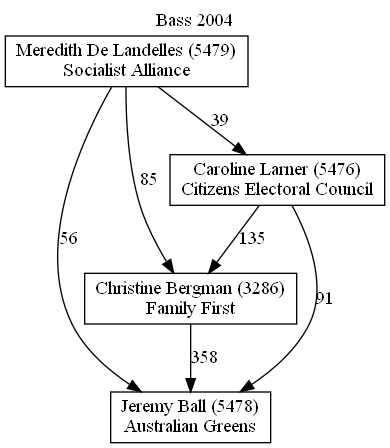 Bass 2004
Meredith De Landelles (5479)
Socialist Alliance
39
Caroline Larner (5476)
Citizens Electoral Council
85
56
135
91
Christine Bergman (3286)
Family First
358
Jeremy Ball (5478)
Australian Greens